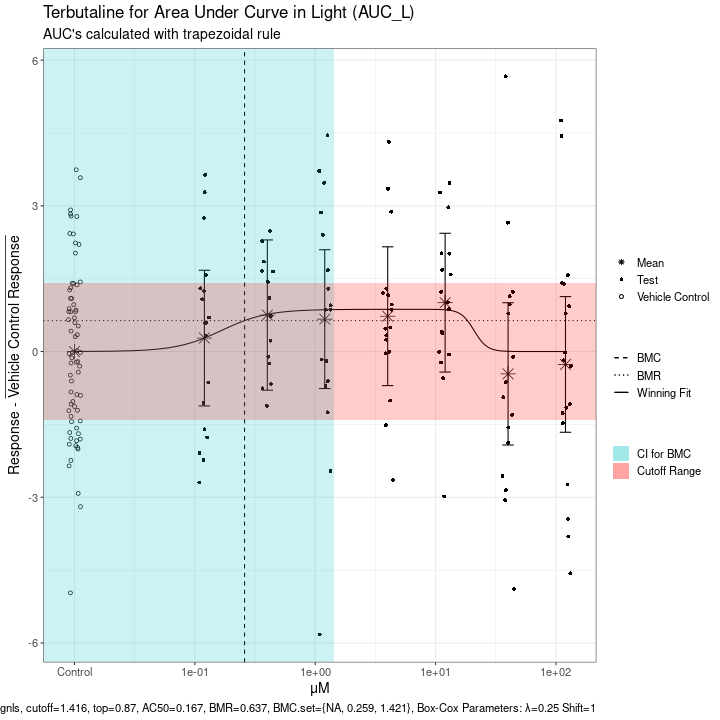 Terbutaline for Area Under Curve in Light (AUC_L)
AUC's calculated with trapezoidal rule
Response - Vehicle Control Response
6
3
0
-3
-6
Control
1e-01
1e+00
1e+01
1e+02
μM
Mean
Test
Vehicle Control
BMC
BMR
Winning Fit
CI for BMC
Cutoff Range
gnls, cutoff=1.416, top=0.87, AC50=0.167, BMR=0.637, BMC.set={NA, 0.259, 1.421}, Box-Cox Parameters: λ=0.25 Shift=1